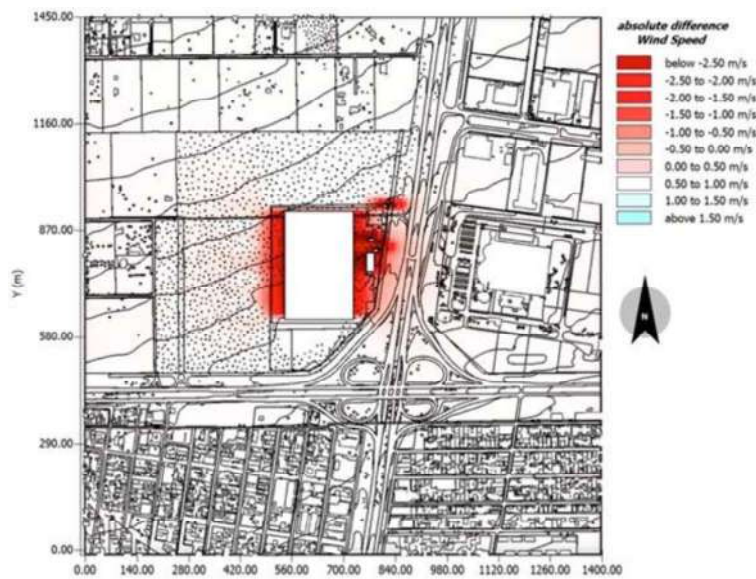 absolute difference
Wind Speed
below -2.50 m/s
-2.50 to -2.00 m/s
-2.00 to -1.50 m/s
-1.50 to -1.00 m/s
-1.00 to -0.50 m/s
-0.50 to 0.00 m/s
0.00 to 0.50 m/s
0.50 to 1.00 m/s
1.00 to 1.50 m/s
above 1.50 m/s
N
Y (m)
1450.00
1160.00
870.00
580.00
290.00
0.00
0.00 140.00 280.00 420.00 560.00 700.00 840.00 980.00 1120.00 1260.00 1400.00